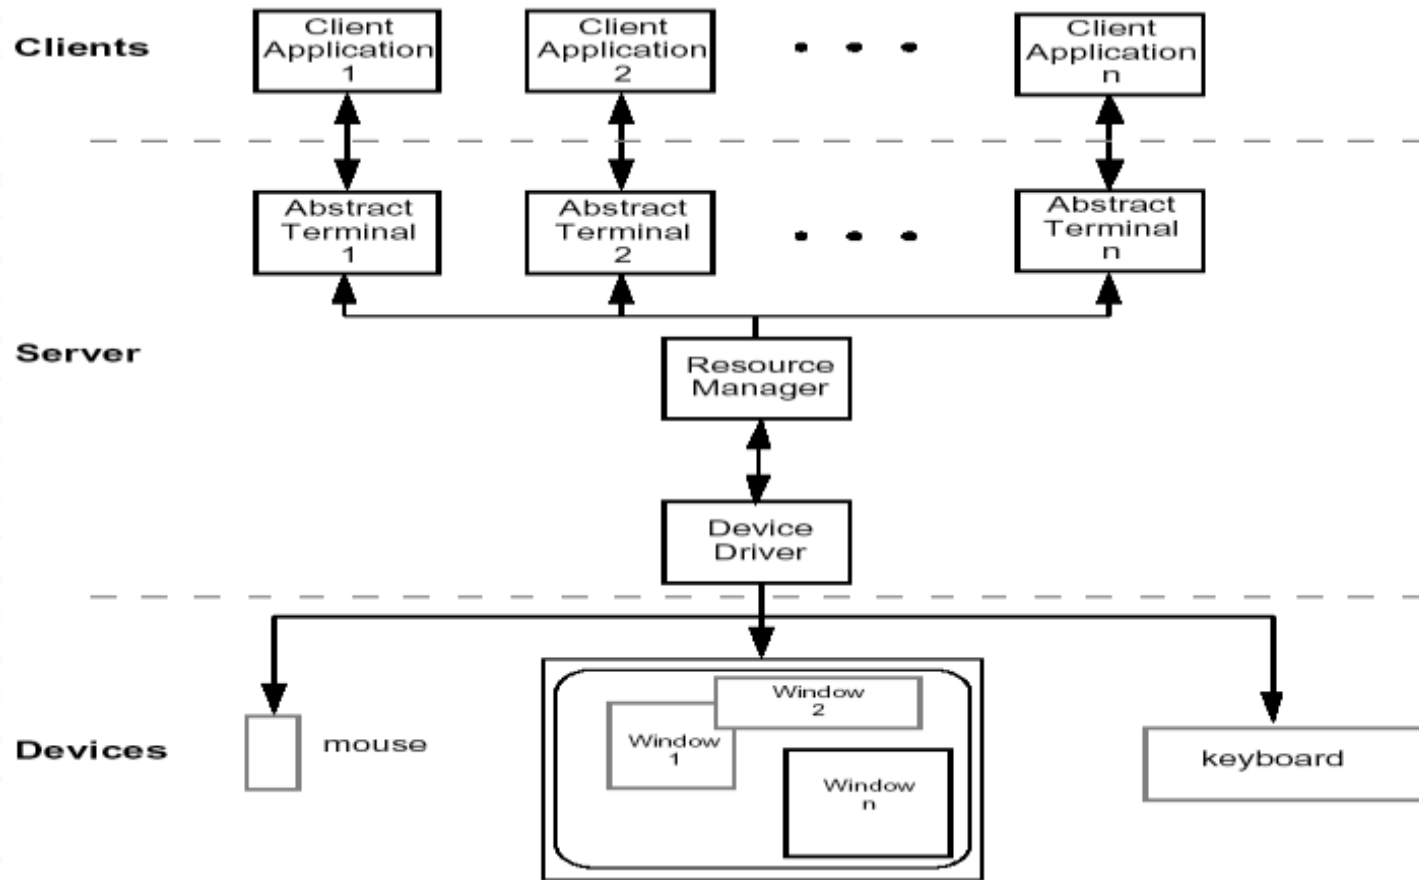 Clients
Client
Application
1
Client
Application
2
Client
Application
n
Abstract
Terminal
1
Abstract
Terminal
2
Abstract
Terminal
n
Server
Resource
Manager
Device
Driver
Devices
mouse
Window
1
Window
2
Window
n
keyboard